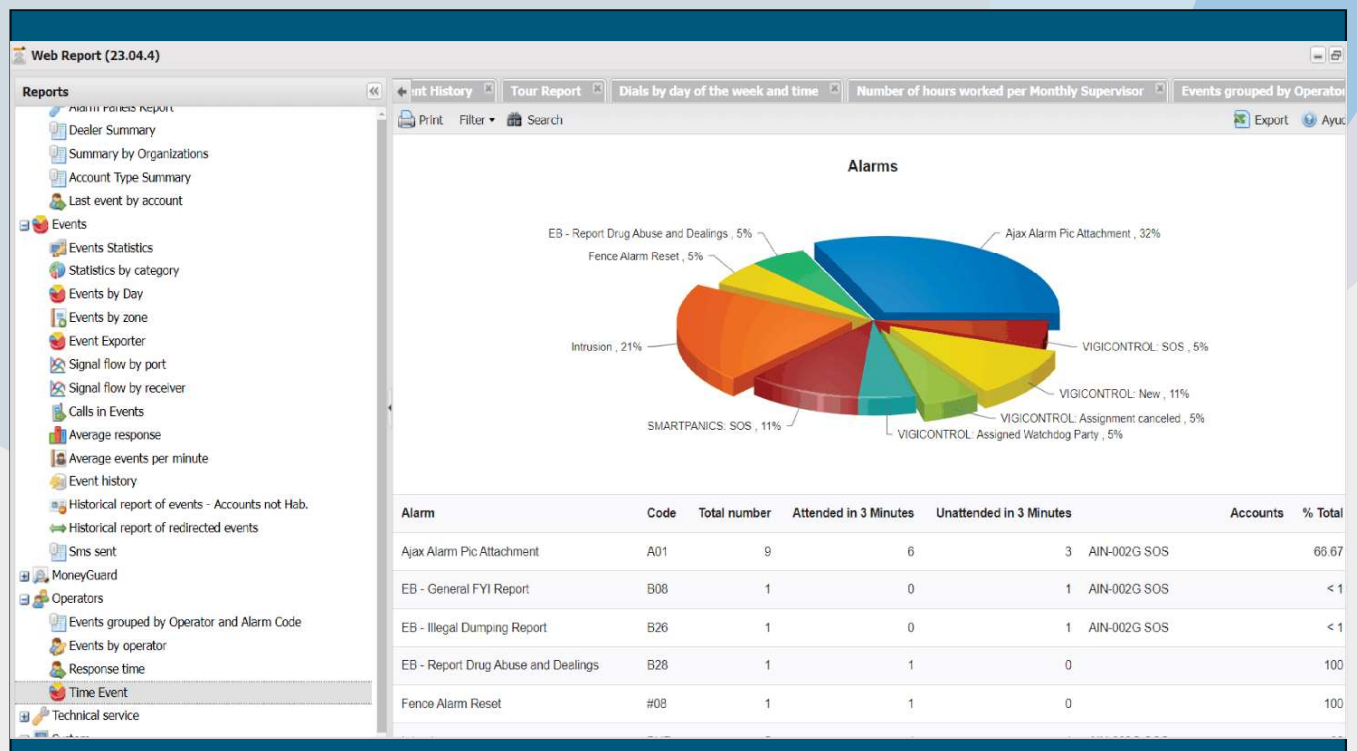 Web Report (23.04.4)
Reports
Alarm Panels Report
Dealer Summary
Summary by Organizations
Account Type Summary
Last event by account
Events
Events Statistics
Statistics by category
Events by Day
Events by zone
Event Exporter
Signal flow by port
Signal flow by receiver
Calls in Events
Average response
Average events per minute
Event history
Historical report of events - Accounts not Hab.
Historical report of redirected events
Sms sent
MoneyGuard
Operators
Events grouped by Operator and Alarm Code
Events by operator
Response time
Time Event
Technical service
nt History Tour Report Dials by day of the week and time Number of hours worked per Monthly Supervisor Events grouped by Operator
Print Filter Search Export Ayuc
Alarms
EB - Report Drug Abuse and Dealings , 5%
Ajax Alarm Pic Attachment , 32%
Fence Alarm Reset , 5%
Intrusion , 21%
VIGICONTROL: SOS , 5%
VIGICONTROL: New , 11%
VIGICONTROL: Assignment canceled , 5%
SMARTPANICS: SOS , 11%
VIGICONTROL: Assigned Watchdog Party , 5%
Alarm Code Total number Attended in 3 Minutes Unattended in 3 Minutes Accounts % Total
Ajax Alarm Pic Attachment A01 9 6 3 AIN-002G SOS 66.67
EB - General FYI Report B08 1 0 1 AIN-002G SOS < 1
EB - Illegal Dumping Report B26 1 0 1 AIN-002G SOS < 1
EB - Report Drug Abuse and Dealings B28 1 1 0 100
Fence Alarm Reset #08 1 1 0 100